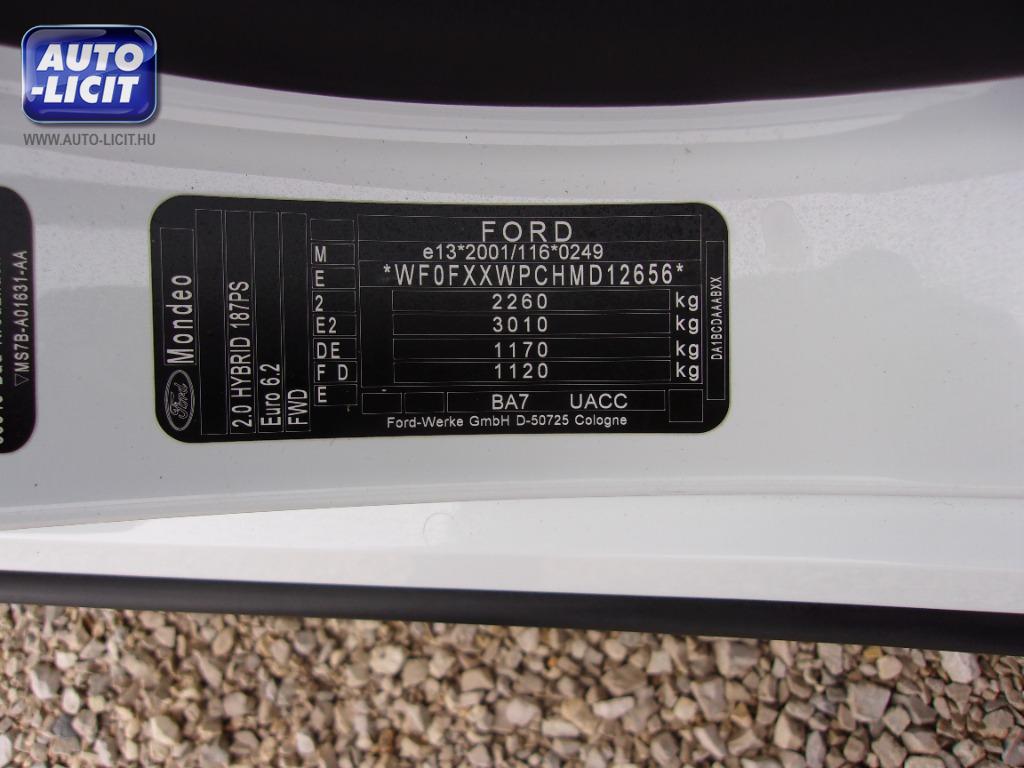 AUTO
-LICIT
WWW.AUTO-LICIT.HU
MS7B-A01631-AA
Ford
Mondeo
2.0 HYBRID 187PS
Euro 6.2
FWD
M
E
2
E2
DE
F D
E
FORD
e13*2001/116*0249
*WF0FXXWPCHMD12656*
2260 kg
3010 kg
1170 kg
1120 kg
BA7 UACC
Ford-Werke GmbH D-50725 Cologne
DA1BCDAAABXX